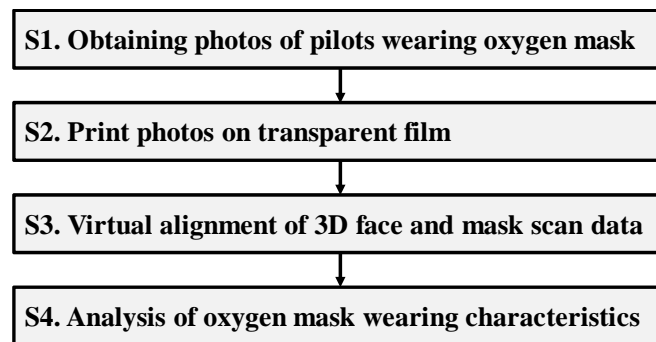 S1. Obtaining photos of pilots wearing oxygen mask
S2. Print photos on transparent film
S3. Virtual alignment of 3D face and mask scan data
S4. Analysis of oxygen mask wearing characteristics